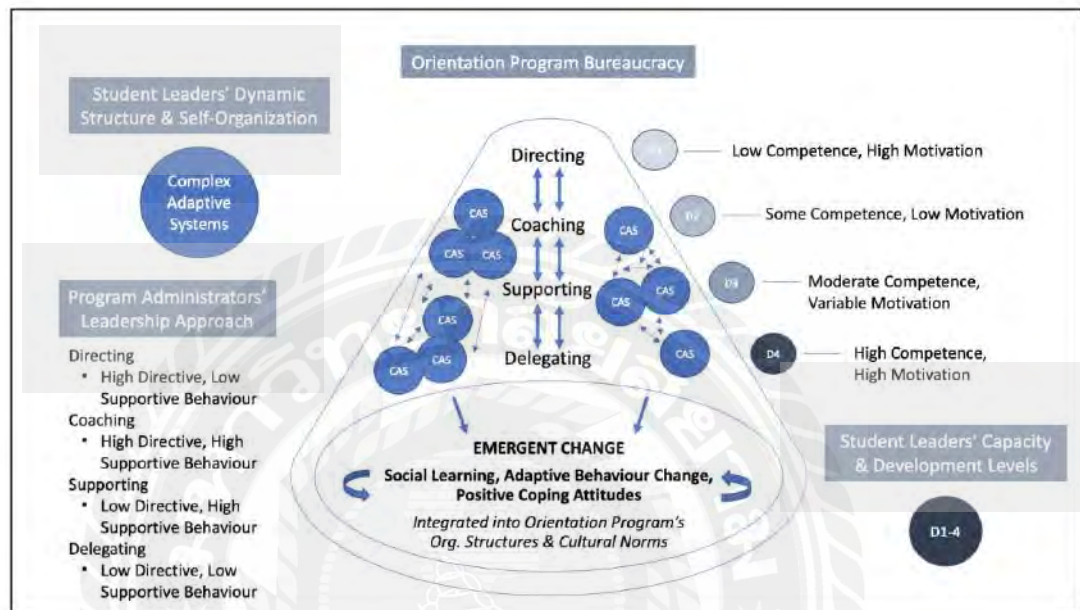 Orientation Program Bureaucracy
Student Leaders' Dynamic
Structure & Self-Organization
Complex
Adaptive
Systems
Program Administrators'
Leadership Approach
Directing
• High Directive, Low
Supportive Behaviour
Coaching
• High Directive, High
Supportive Behaviour
Supporting
• Low Directive, High
Supportive Behaviour
Delegating
• Low Directive, Low
Supportive Behaviour
Directing
Coaching
Supporting
Delegating
CAS
CAS
CAS
CAS
CAS
CAS
CAS
CAS
CAS
CAS
EMERGENT CHANGE
Social Learning, Adaptive Behaviour Change,
Positive Coping Attitudes
Integrated into Orientation Program's
Org. Structures & Cultural Norms
Low Competence, High Motivation
D2
Some Competence, Low Motivation
D3
Moderate Competence,
Variable Motivation
D4
High Competence,
High Motivation
Student Leaders' Capacity
& Development Levels
D1-4